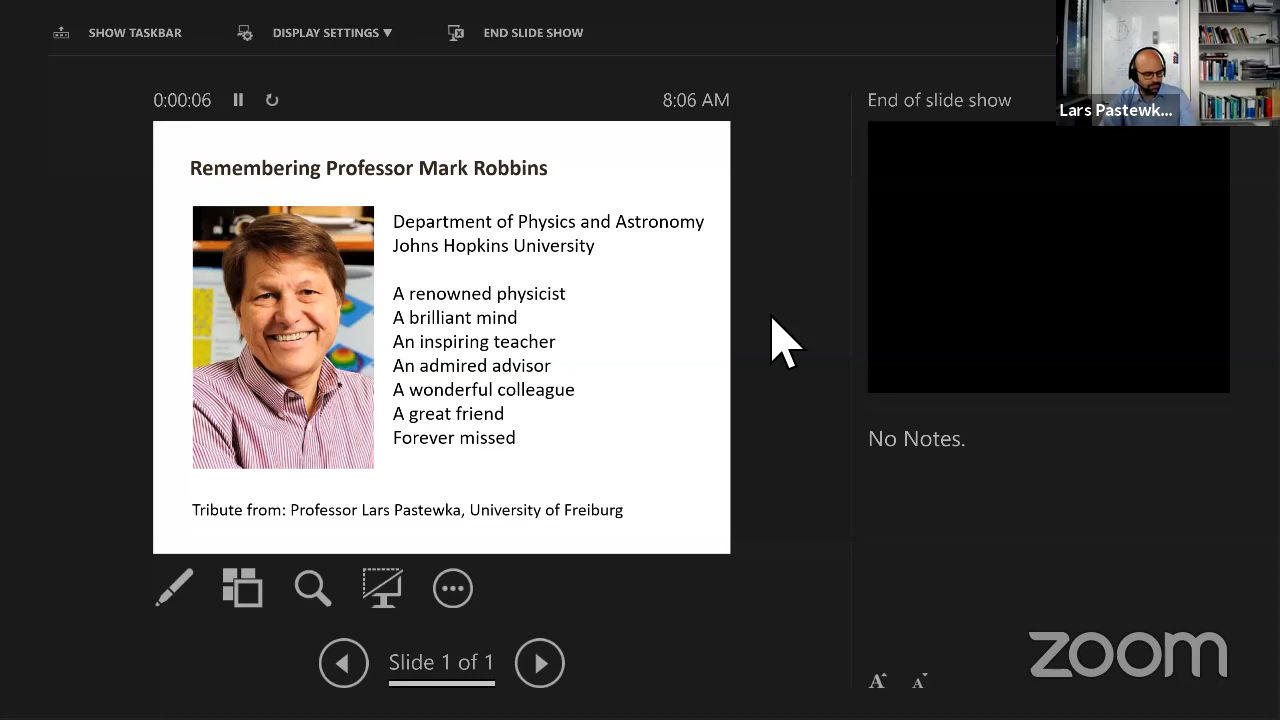 SHOW TASKBAR
DISPLAY SETTINGS ▼
END SLIDE SHOW
0:00:06
8:06 AM
End of slide show
Lars Pastewk...
Remembering Professor Mark Robbins
Department of Physics and Astronomy
Johns Hopkins University
A renowned physicist
A brilliant mind
An inspiring teacher
An admired advisor
A wonderful colleague
A great friend
Forever missed
Tribute from: Professor Lars Pastewka, University of Freiburg
No Notes.
Slide 1 of 1
A A
zoom